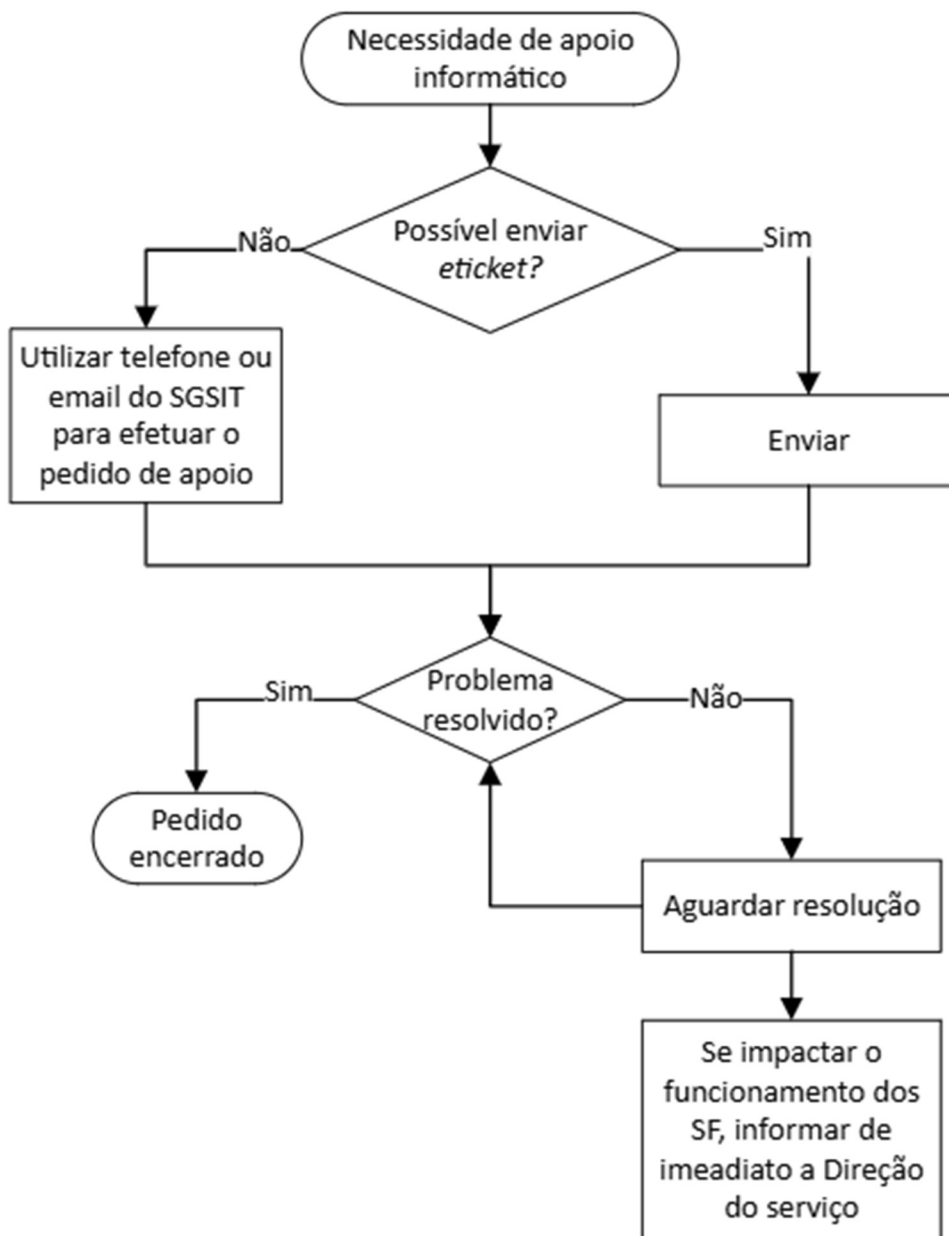 Necessidade de apoio
informático
Possível enviar
eticket?
Não
Sim
Utilizar telefone ou
email do SGSIT
para efetuar o
pedido de apoio
Enviar
Problema
resolvido?
Sim
Não
Pedido
encerrado
Aguardar resolução
Se impactar o
funcionamento dos
SF, informar de
imeadiato a Direção
do serviço